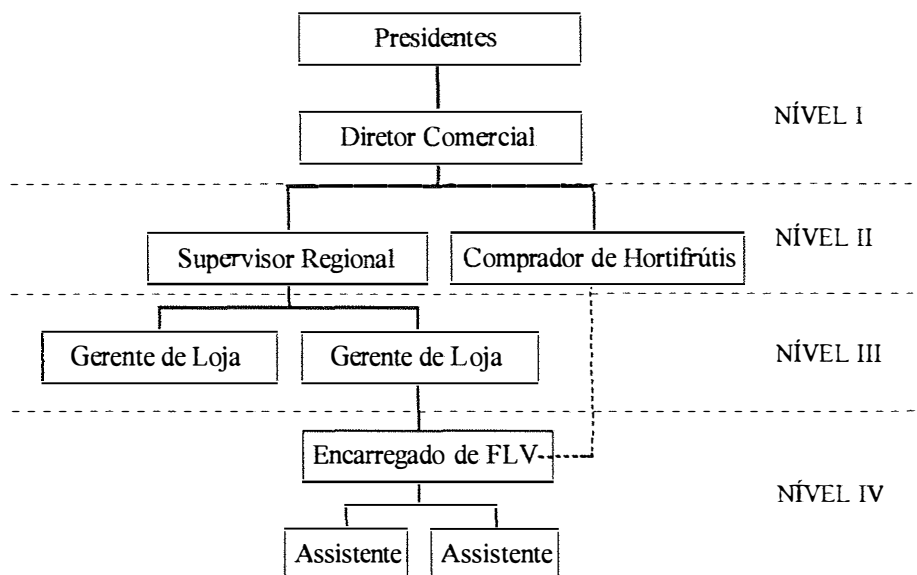 Presidentes
NÍVEL I
Diretor Comercial
NÍVEL II
Supervisor Regional
Comprador de Hortifrútis
Gerente de Loja
Gerente de Loja
NÍVEL III
Encarregado de FLV
NÍVEL IV
Assistente
Assistente